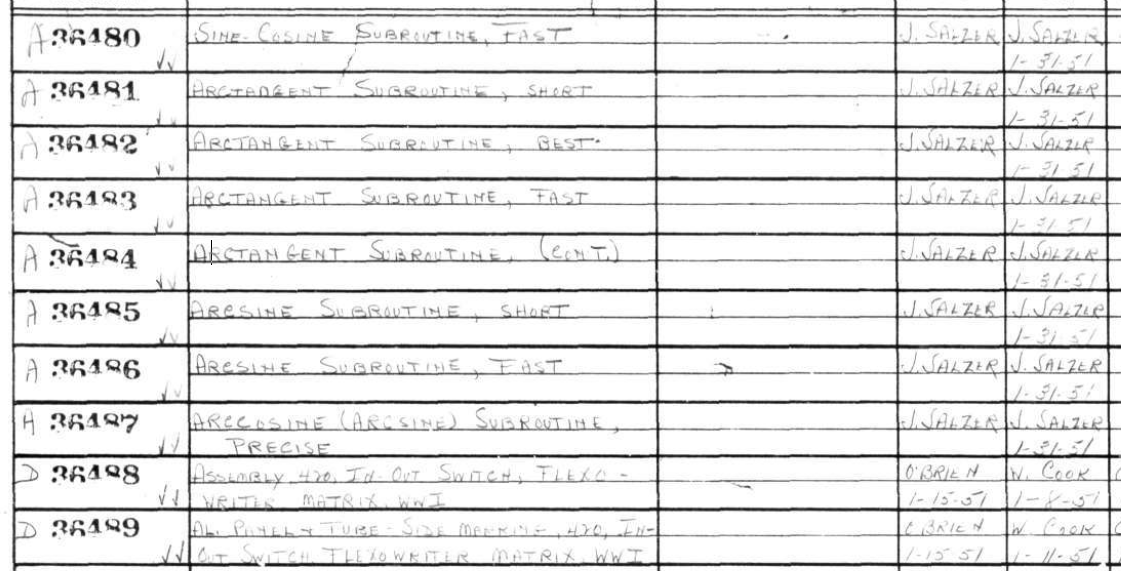 A 36480 SINE-COSINE SUBROUTINE, FAST J. SALZER J. SALZER
1-31-51
A 36481 ARCTANGENT SUBROUTINE, SHORT J. SALZER J. SALZER
1-31-51
A 36482 ARCTANGENT SUBROUTINE, BEST. J. SALZER J. SALZER
1-31-51
A 36483 ARCTANGENT SUBROUTINE, FAST J. SALZER J. SALZER
1-31-51
A 36484 ARCTANGENT SUBROUTINE, (CONT.) J. SALZER J. SALZER
1-31-51
A 36485 ARCSINE SUBROUTINE, SHORT J. SALZER J. SALZER
1-31-51
A 36486 ARCSINE SUBROUTINE, FAST J. SALZER J. SALZER
1-31-51
A 36487 ARCCOSINE (ARCSINE) SUBROUTINE, J. SALZER J. SALZER
PRECISE 1-31-51
D 36488 ASSEMBLY, 420, IN-OUT SWITCH, FLEXO- O'BRIEN W. COOK
WRITER MATRIX, WWI 1-15-51 1-8-51
D 36489 AL. PANEL & TUBE-SIDE MARKING, 420, IN- O'BRIEN W. COOK
OUT SWITCH, FLEXOWRITER MATRIX, WWI 1-15-51 1-11-51